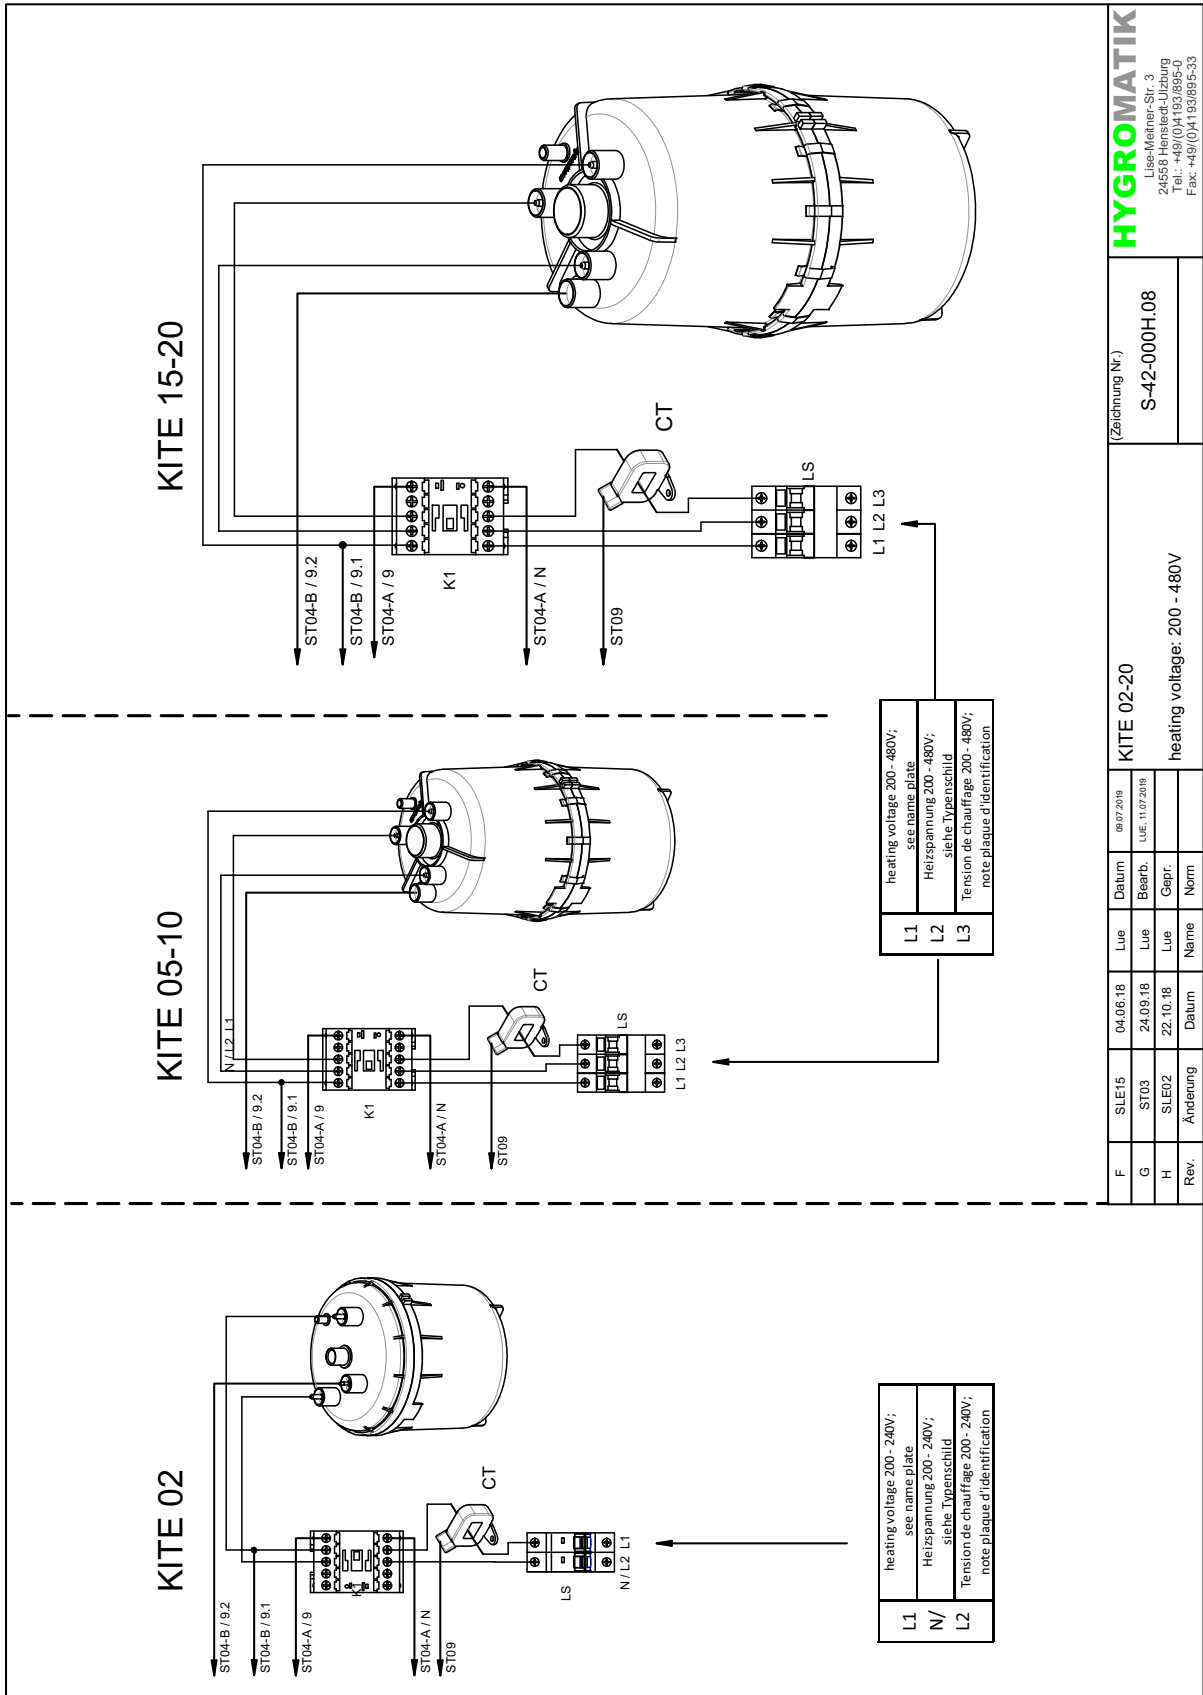 KITE 02
ST04-B / 9.2
ST04-B / 9.1
ST04-A / 9
K1
ST04-A / N
ST09
CT
LS
N / L2 L1
L1
N/
L2
heating voltage 200 - 240V;
see name plate
Heizspannung 200 - 240V;
siehe Typenschild
Tension de chauffage 200 - 240V;
note plaque d'identification
KITE 05-10
N / L2 L1
ST04-B / 9.2
ST04-B / 9.1
ST04-A / 9
K1
ST04-A / N
ST09
CT
LS
L1 L2 L3
L1
L2
L3
heating voltage 200 - 480V;
see name plate
Heizspannung 200 - 480V;
siehe Typenschild
Tension de chauffage 200 - 480V;
note plaque d'identification
KITE 15-20
ST04-B / 9.2
ST04-B / 9.1
ST04-A / 9
K1
ST04-A / N
ST09
CT
LS
L1 L2 L3
F SLE15 04.06.18 Lue Datum 09.07.2019
G ST03 24.09.18 Lue Bearb. LUE, 11.07.2019
H SLE02 22.10.18 Lue Gepr.
Rev. Änderung Datum Name Norm
KITE 02-20
heating voltage: 200 - 480V
(Zeichnung Nr.)
S-42-000H.08
HYGROMATIK
Lise-Meitner-Str. 3
24558 Henstedt-Ulzburg
Tel.: +49/(0)4193/895-0
Fax: +49/(0)4193/895-33